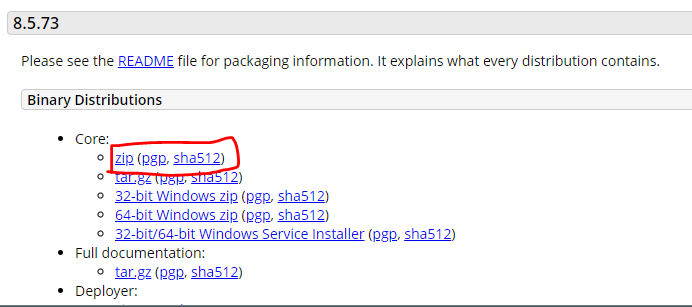 8.5.73
Please see the README file for packaging information. It explains what every distribution contains.
Binary Distributions
Core:
zip (pgp, sha512)
tar.gz (pgp, sha512)
32-bit Windows zip (pgp, sha512)
64-bit Windows zip (pgp, sha512)
32-bit/64-bit Windows Service Installer (pgp, sha512)
Full documentation:
tar.gz (pgp, sha512)
Deployer: